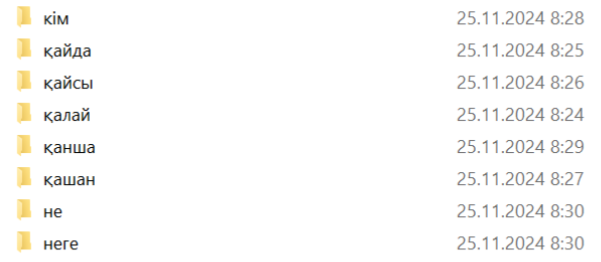 кім 25.11.2024 8:28
қайда 25.11.2024 8:25
қайсы 25.11.2024 8:26
қалай 25.11.2024 8:24
қанша 25.11.2024 8:29
қашан 25.11.2024 8:27
не 25.11.2024 8:30
неге 25.11.2024 8:30